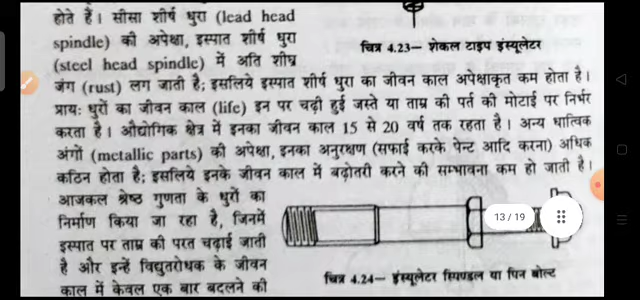 होते हैं। सीसा शीर्ष धुरा (lead head
spindle) की अपेक्षा, इस्पात शीर्ष धुरा
चित्र 4.23— शेकल टाइप इंस्यूलेटर
(steel head spindle) में अति शीघ्र
जंग (rust) लग जाती है; इसलिये इस्पात शीर्ष धुरा का जीवन काल अपेक्षाकृत कम होता है।
प्रायः धुरों का जीवन काल (life) इन पर चढ़ी हुई जस्ते या ताम्र की पर्त की मोटाई पर निर्भर
करता है। औद्योगिक क्षेत्र में इनका जीवन काल 15 से 20 वर्ष तक रहता है। अन्य धात्विक
अंगों (metallic parts) की अपेक्षा, इनका अनुरक्षण (सफाई करके पेन्ट आदि करना) अधिक
कठिन होता है; इसलिये इनके जीवन काल में बढ़ोतरी करने की सम्भावना कम हो जाती है।
आजकल श्रेष्ठ गुणता के धुरों का
निर्माण किया जा रहा है, जिनमें
इस्पात पर ताम्र की परत चढ़ाई जाती
है और इन्हें विद्युतरोधक के जीवन
काल में केवल एक बार बदलने की
13 / 19
चित्र 4.24— इंस्यूलेटर स्पिण्डल या पिन बोल्ट